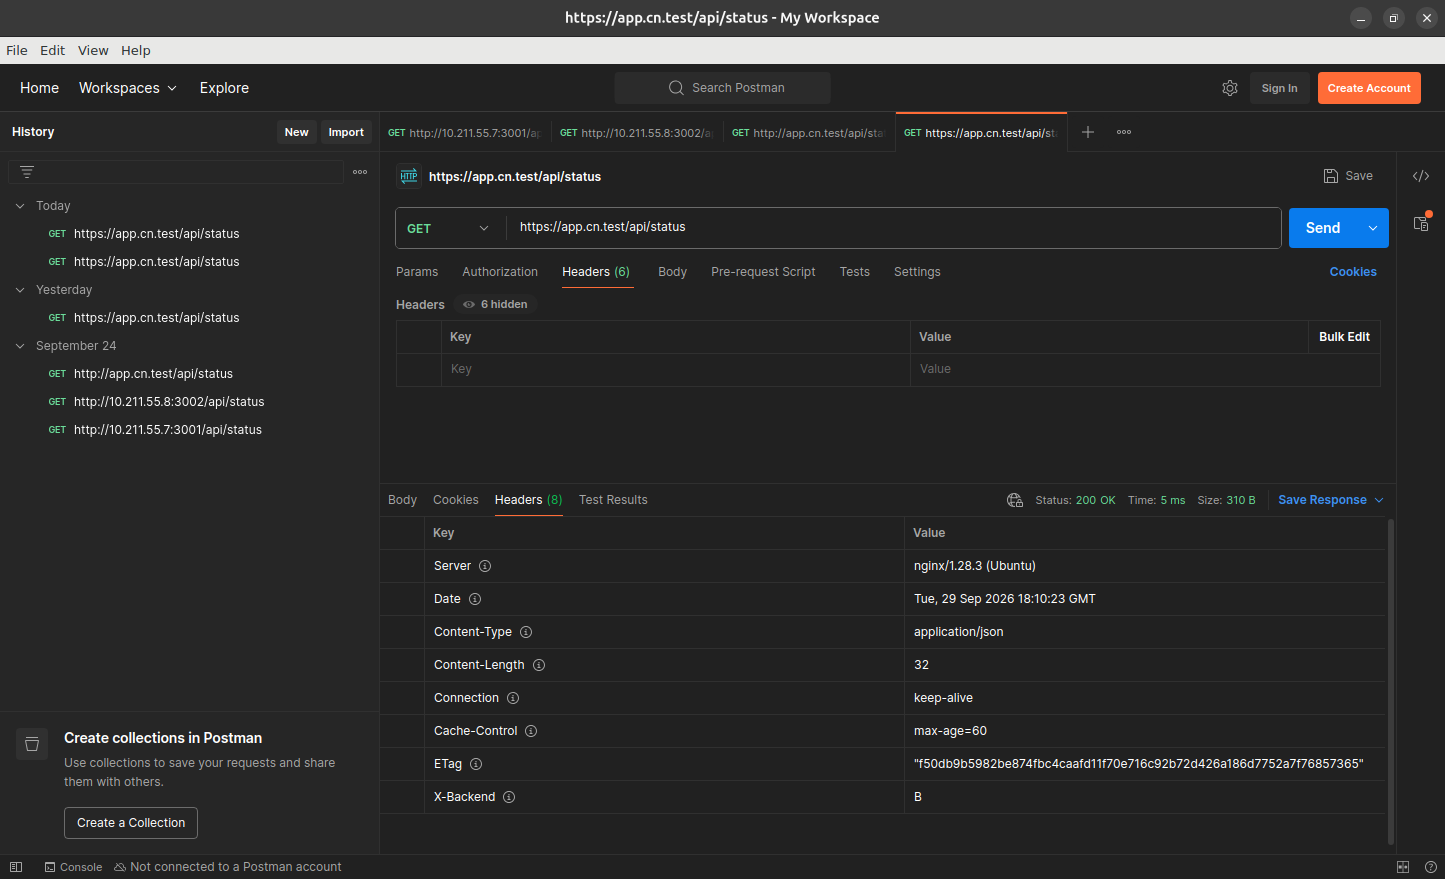 https://app.cn.test/api/status - My Workspace
File Edit View Help
Home Workspaces Explore Search Postman Sign In Create Account
History New Import
GET http://10.211.55.7:3001/ap GET http://10.211.55.8:3002/a GET http://app.cn.test/api/sta GET https://app.cn.test/api/st
HTTP https://app.cn.test/api/status Save
Today
GET https://app.cn.test/api/status
GET https://app.cn.test/api/status
Yesterday
GET https://app.cn.test/api/status
September 24
GET http://app.cn.test/api/status
GET http://10.211.55.8:3002/api/status
GET http://10.211.55.7:3001/api/status
GET https://app.cn.test/api/status Send
Params Authorization Headers (6) Body Pre-request Script Tests Settings Cookies
Headers 6 hidden
Key Value Bulk Edit
Key Value
Body Cookies Headers (8) Test Results Status: 200 OK Time: 5 ms Size: 310 B Save Response
Key Value
Server nginx/1.28.3 (Ubuntu)
Date Tue, 29 Sep 2026 18:10:23 GMT
Content-Type application/json
Content-Length 32
Connection keep-alive
Cache-Control max-age=60
ETag "f50db9b5982be874fbc4caafd11f70e716c92b72d426a186d7752a7f76857365"
X-Backend B
Create collections in Postman
Use collections to save your requests and share
them with others.
Create a Collection
Console Not connected to a Postman account